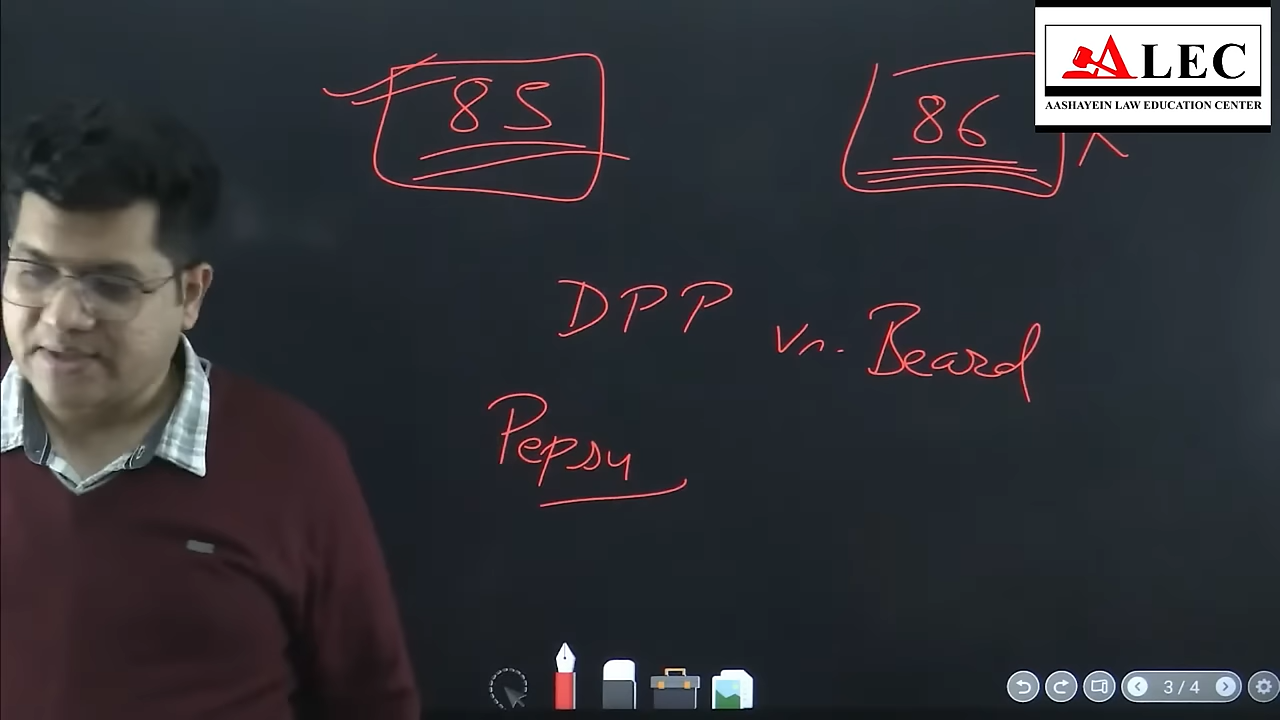 85
86
ALEC
AASHAYEIN LAW EDUCATION CENTER
DPP vs. Beard
Pepsu
3 / 4